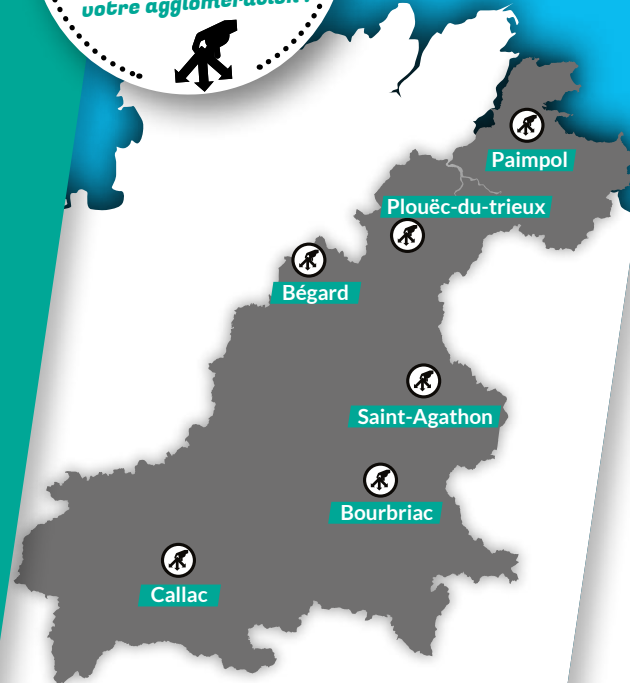 votre agglomération !
Paimpol
Plouëc-du-trieux
Bégard
Saint-Agathon
Bourbriac
Callac